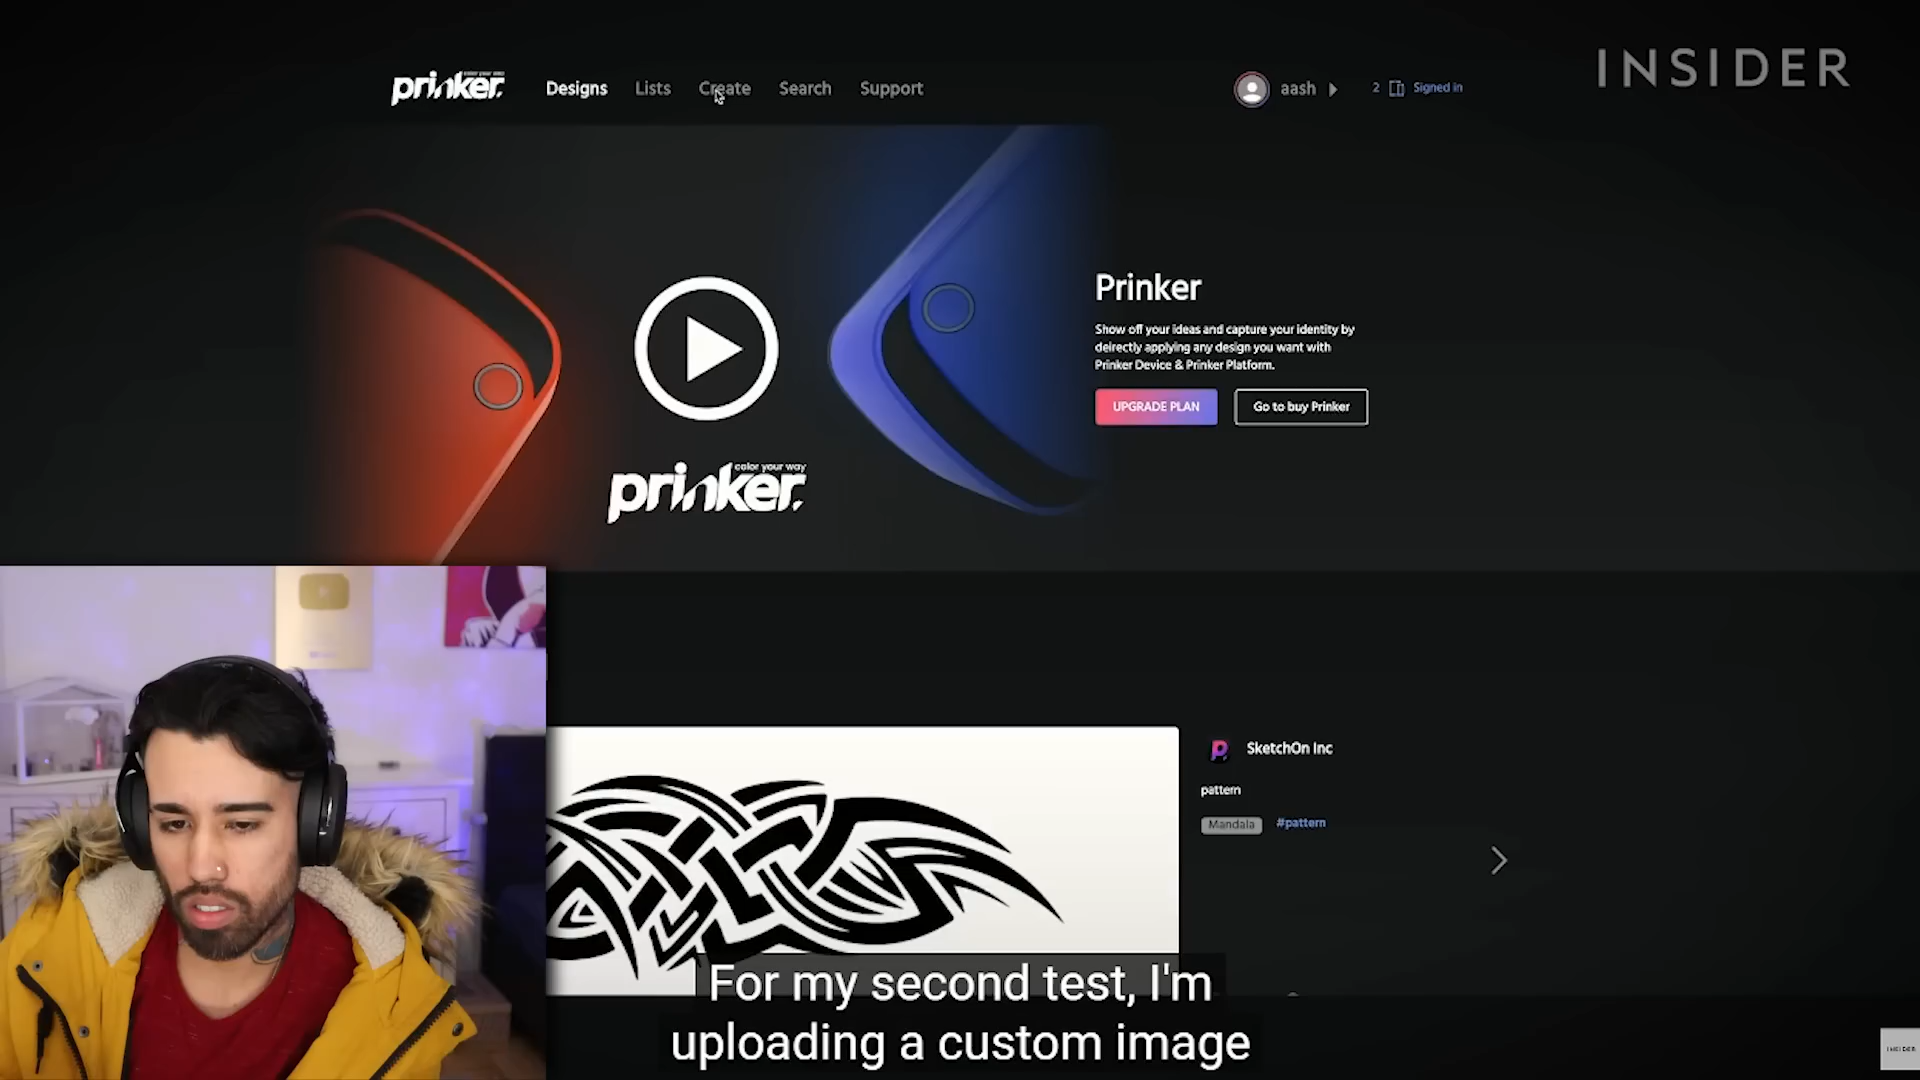 prinker.
Designs
Lists
Create
Search
Support
aash
2
Signed in
INSIDER
color your way
prinker.
Prinker
Show off your ideas and capture your identity by
deirectly applying any design you want with
Prinker Device & Prinker Platform.
UPGRADE PLAN
Go to buy Prinker
SketchOn Inc
pattern
Mandala
#pattern
For my second test, I'm
uploading a custom image
INSIDER